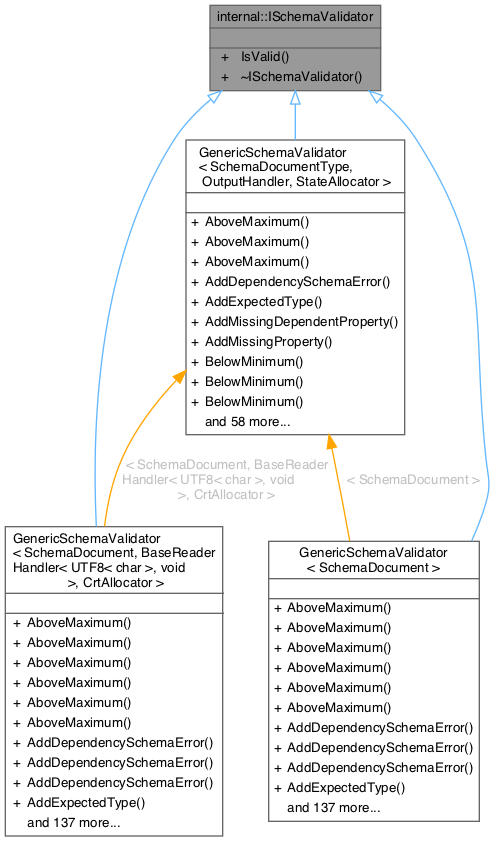 internal::ISchemaValidator
+ IsValid()
+ ~ISchemaValidator()
GenericSchemaValidator
< SchemaDocumentType,
OutputHandler, StateAllocator >
+ AboveMaximum()
+ AboveMaximum()
+ AboveMaximum()
+ AddDependencySchemaError()
+ AddExpectedType()
+ AddMissingDependentProperty()
+ AddMissingProperty()
+ BelowMinimum()
+ BelowMinimum()
+ BelowMinimum()
and 58 more...
< SchemaDocument, BaseReader
Handler< UTF8< char >, void
>, CrtAllocator >
< SchemaDocument >
GenericSchemaValidator
< SchemaDocument, BaseReader
Handler< UTF8< char >, void
>, CrtAllocator >
+ AboveMaximum()
+ AboveMaximum()
+ AboveMaximum()
+ AboveMaximum()
+ AboveMaximum()
+ AboveMaximum()
+ AddDependencySchemaError()
+ AddDependencySchemaError()
+ AddDependencySchemaError()
+ AddExpectedType()
and 137 more...
GenericSchemaValidator
< SchemaDocument >
+ AboveMaximum()
+ AboveMaximum()
+ AboveMaximum()
+ AboveMaximum()
+ AboveMaximum()
+ AboveMaximum()
+ AddDependencySchemaError()
+ AddDependencySchemaError()
+ AddDependencySchemaError()
+ AddExpectedType()
and 137 more...